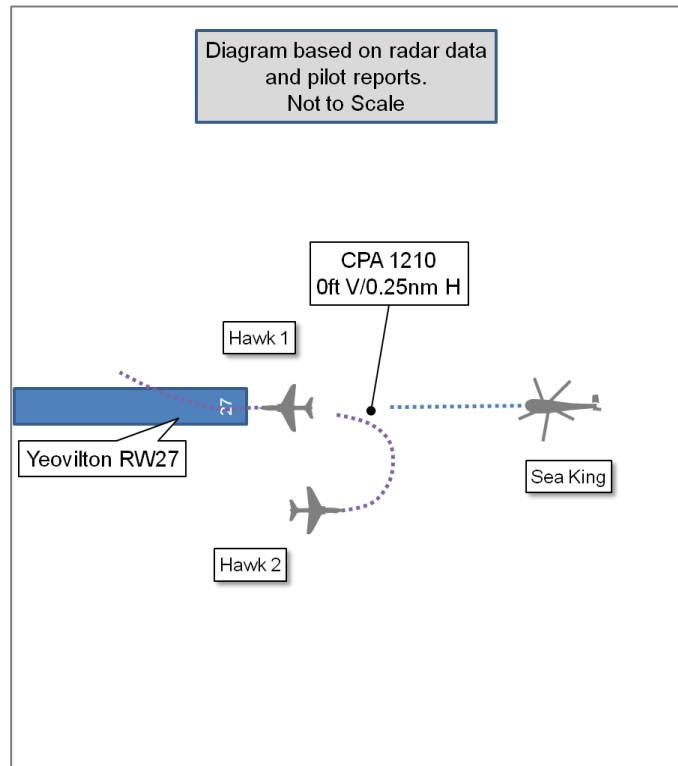 Diagram based on radar data
and pilot reports.
Not to Scale
CPA 1210
0ft V/0.25nm H
Hawk 1
27
Yeovilton RW27
Sea King
Hawk 2